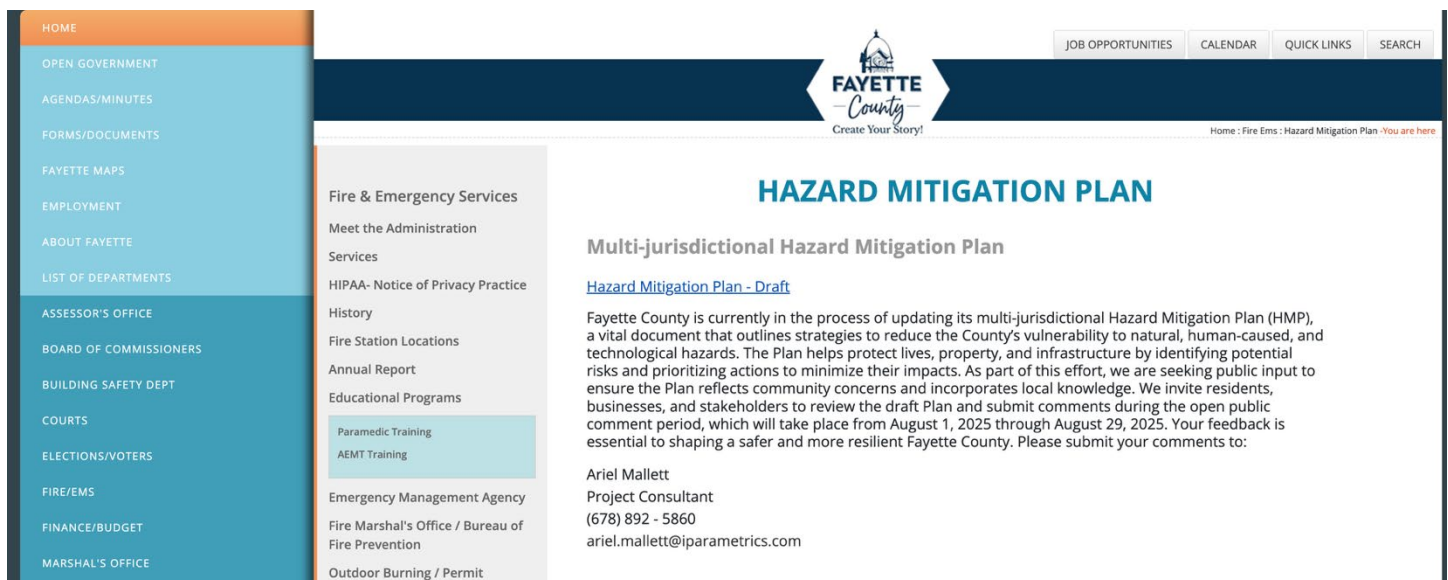 HOME
OPEN GOVERNMENT
AGENDAS/MINUTES
FORMS/DOCUMENTS
FAYETTE MAPS
EMPLOYMENT
ABOUT FAYETTE
LIST OF DEPARTMENTS
ASSESSOR'S OFFICE
BOARD OF COMMISSIONERS
BUILDING SAFETY DEPT
COURTS
ELECTIONS/VOTERS
FIRE/EMS
FINANCE/BUDGET
MARSHAL'S OFFICE
JOB OPPORTUNITIES CALENDAR QUICK LINKS SEARCH
FAYETTE
County
Create Your Story!
Home : Fire Ems : Hazard Mitigation Plan -You are here
Fire & Emergency Services
Meet the Administration
Services
HIPAA- Notice of Privacy Practice
History
Fire Station Locations
Annual Report
Educational Programs
Paramedic Training
AEMT Training
Emergency Management Agency
Fire Marshal's Office / Bureau of
Fire Prevention
Outdoor Burning / Permit
HAZARD MITIGATION PLAN
Multi-jurisdictional Hazard Mitigation Plan
Hazard Mitigation Plan - Draft
Fayette County is currently in the process of updating its multi-jurisdictional Hazard Mitigation Plan (HMP),
a vital document that outlines strategies to reduce the County's vulnerability to natural, human-caused, and
technological hazards. The Plan helps protect lives, property, and infrastructure by identifying potential
risks and prioritizing actions to minimize their impacts. As part of this effort, we are seeking public input to
ensure the Plan reflects community concerns and incorporates local knowledge. We invite residents,
businesses, and stakeholders to review the draft Plan and submit comments during the open public
comment period, which will take place from August 1, 2025 through August 29, 2025. Your feedback is
essential to shaping a safer and more resilient Fayette County. Please submit your comments to:
Ariel Mallett
Project Consultant
(678) 892 - 5860
ariel.mallett@iparametrics.com